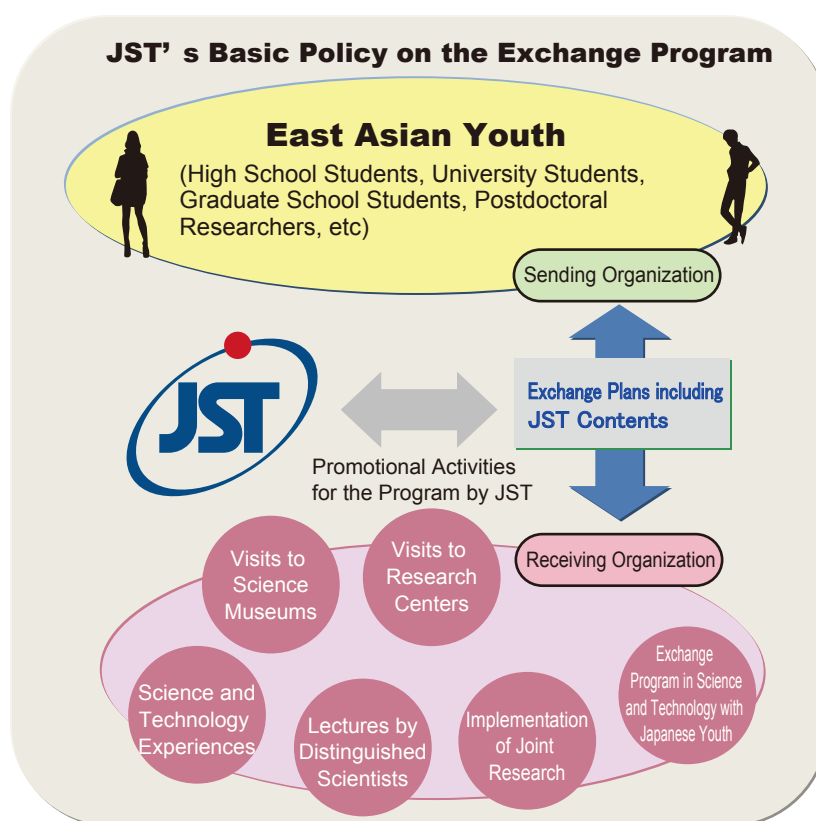 JST’ s Basic Policy on the Exchange Program
East Asian Youth
(High School Students, University Students,
Graduate School Students, Postdoctoral
Researchers, etc)
Sending Organization
JST
Exchange Plans including
JST Contents
Promotional Activities
for the Program by JST
Receiving Organization
Visits to
Science
Museums
Visits to
Research
Centers
Science and
Technology
Experiences
Lectures by
Distinguished
Scientists
Implementation
of Joint
Research
Exchange
Program in Science
and Technology with
Japanese Youth